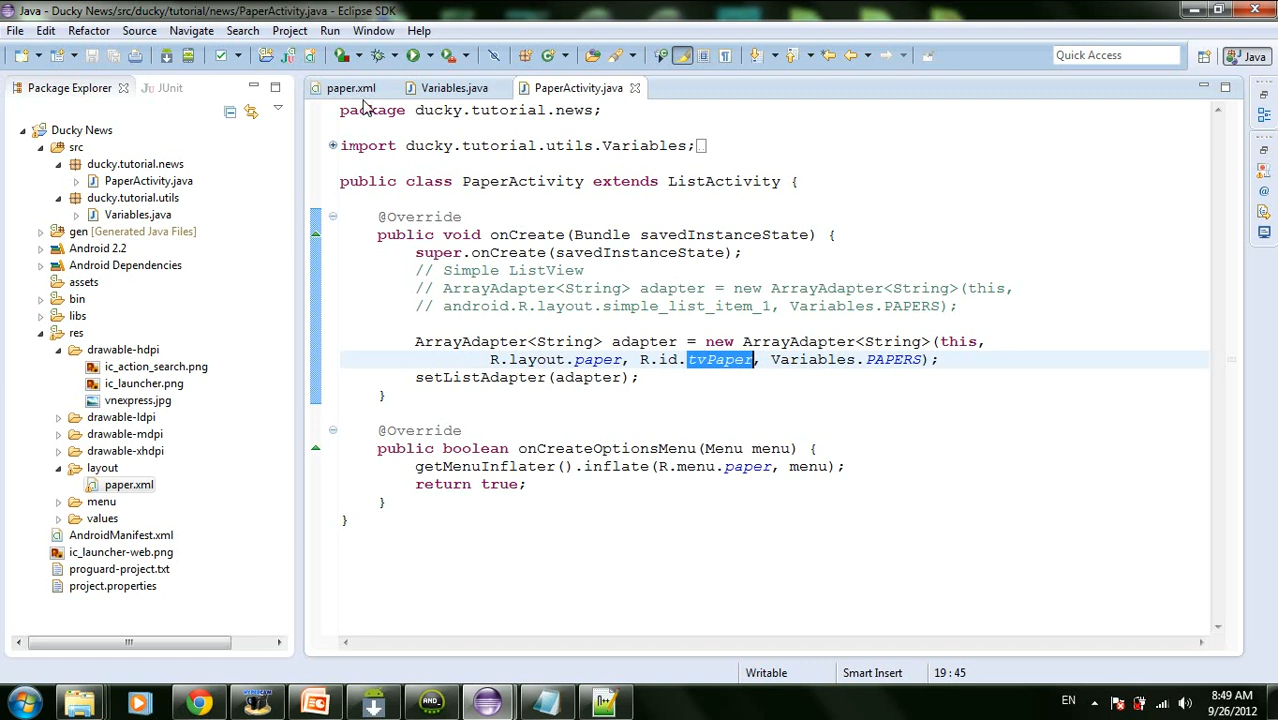 Java - Ducky News/src/ducky/tutorial/news/PaperActivity.java - Eclipse SDK
File Edit Refactor Source Navigate Search Project Run Window Help
Quick Access
Java
Package Explorer
JUnit
paper.xml
Variables.java
PaperActivity.java
Ducky News
src
ducky.tutorial.news
PaperActivity.java
ducky.tutorial.utils
Variables.java
gen [Generated Java Files]
Android 2.2
Android Dependencies
assets
bin
libs
res
drawable-hdpi
ic_action_search.png
ic_launcher.png
vnexpress.jpg
drawable-ldpi
drawable-mdpi
drawable-xhdpi
layout
paper.xml
menu
values
AndroidManifest.xml
ic_launcher-web.png
proguard-project.txt
project.properties
package ducky.tutorial.news;
import ducky.tutorial.utils.Variables;
public class PaperActivity extends ListActivity {
@Override
public void onCreate(Bundle savedInstanceState) {
super.onCreate(savedInstanceState);
// Simple ListView
// ArrayAdapter<String> adapter = new ArrayAdapter<String>(this,
// android.R.layout.simple_list_item_1, Variables.PAPERS);
ArrayAdapter<String> adapter = new ArrayAdapter<String>(this,
R.layout.paper, R.id.tvPaper, Variables.PAPERS);
setListAdapter(adapter);
}
@Override
public boolean onCreateOptionsMenu(Menu menu) {
getMenuInflater().inflate(R.menu.paper, menu);
return true;
}
}
Writable
Smart Insert
19 : 45
EN
8:49 AM
9/26/2012